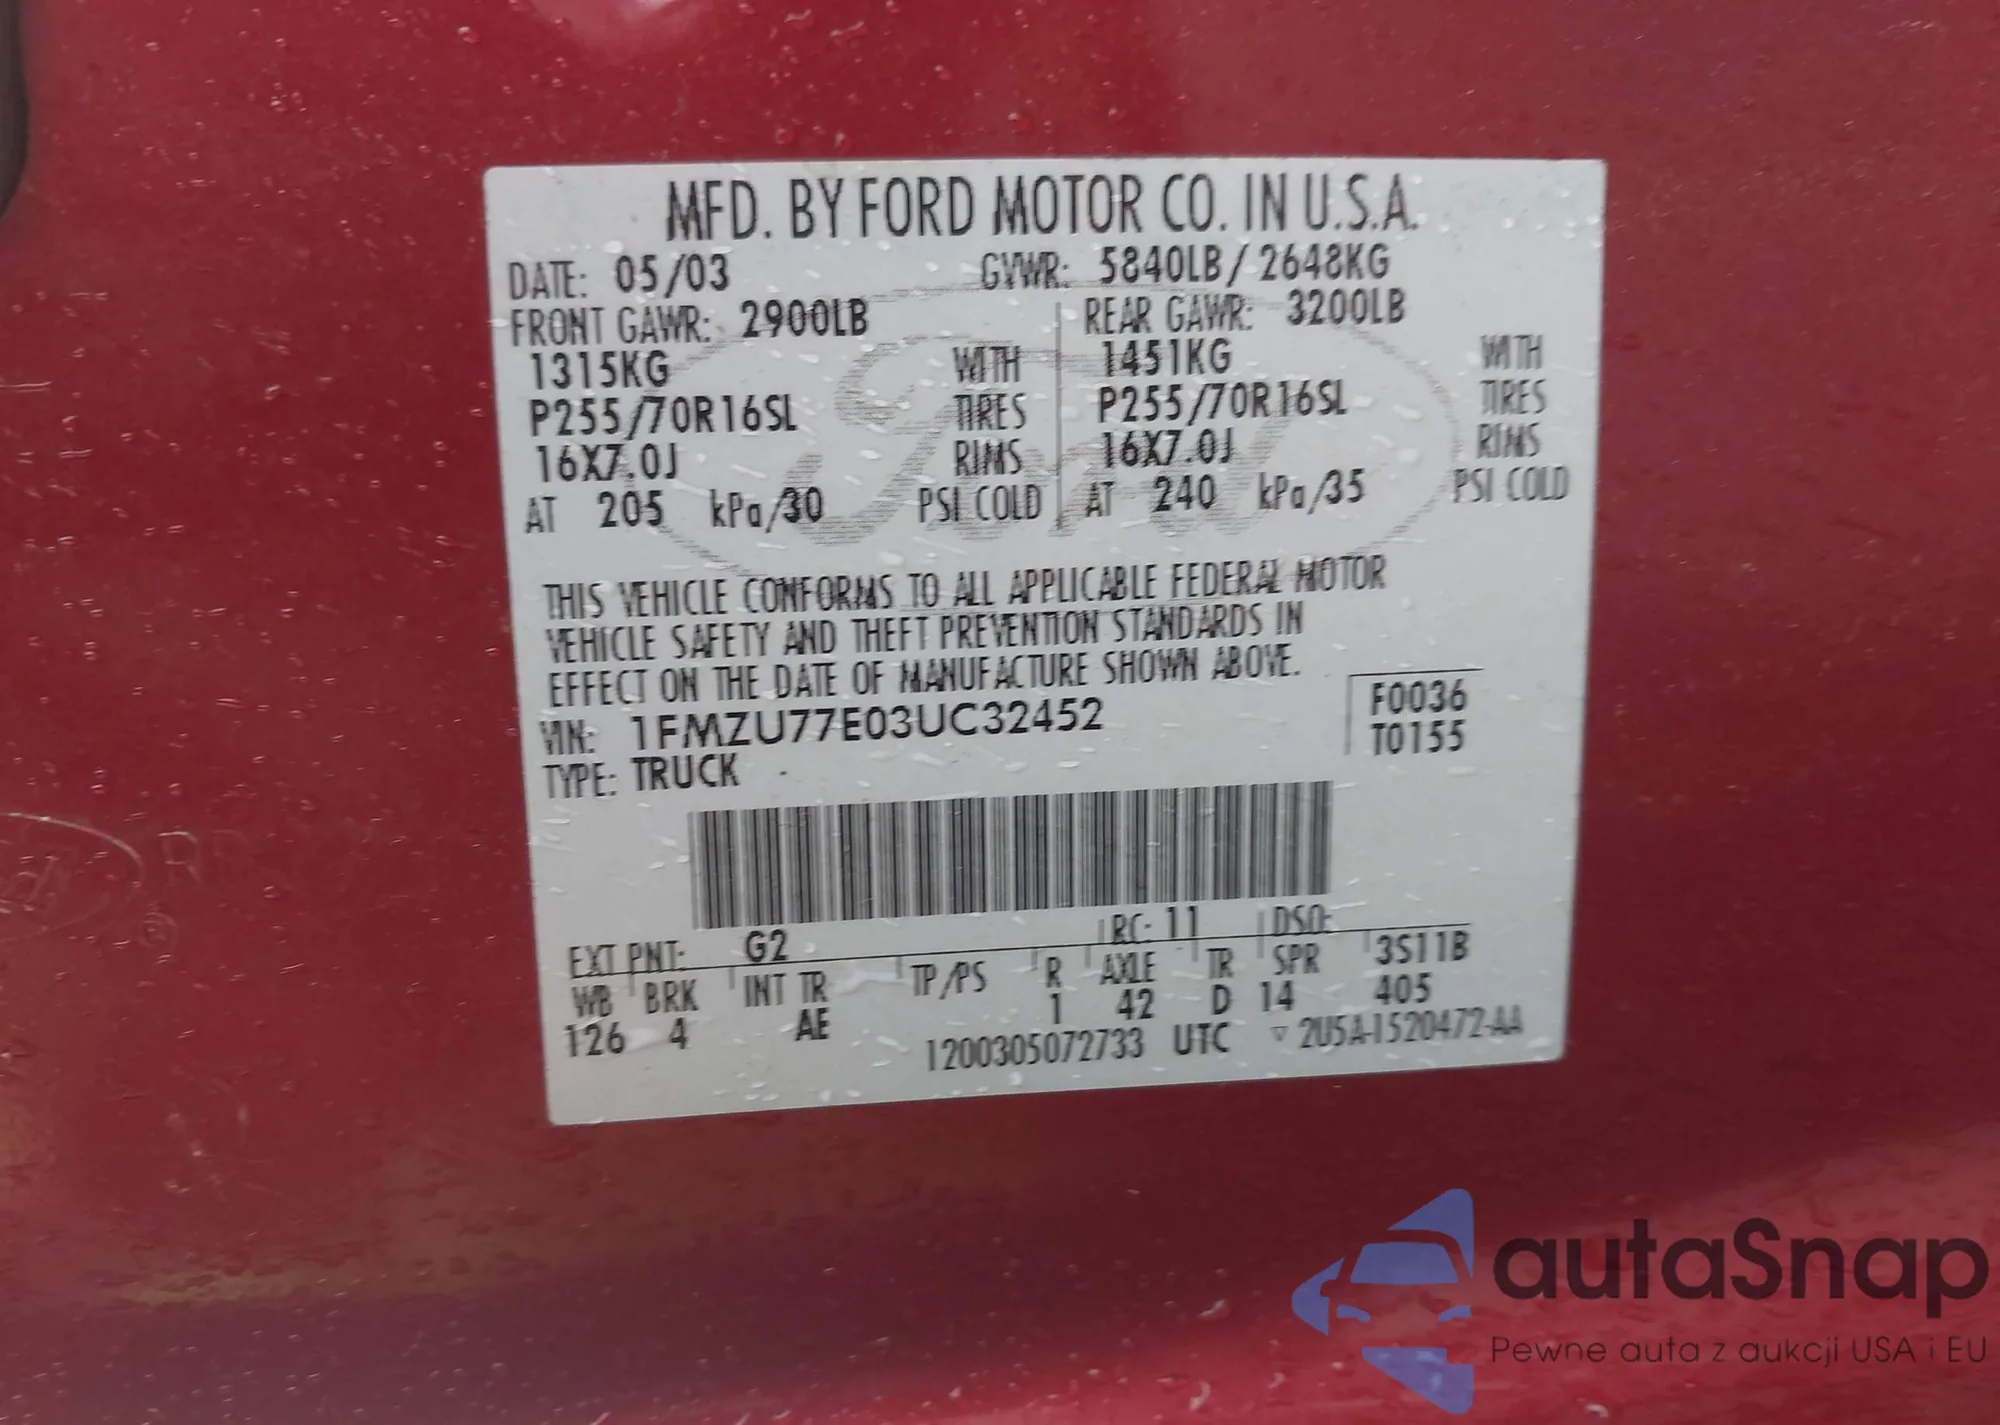 MFD. BY FORD MOTOR CO. IN U.S.A.
DATE: 05/03 GVWR: 5840LB / 2648KG
FRONT GAWR: 2900LB REAR GAWR: 3200LB
1315KG WITH 1451KG WITH
P255/70R16SL TIRES P255/70R16SL TIRES
16X7.0J RIMS 16X7.0J RIMS
AT 205 kPa/30 PSI COLD AT 240 kPa/35 PSI COLD
THIS VEHICLE CONFORMS TO ALL APPLICABLE FEDERAL MOTOR
VEHICLE SAFETY AND THEFT PREVENTION STANDARDS IN
EFFECT ON THE DATE OF MANUFACTURE SHOWN ABOVE.
VIN: 1FMZU77E03UC32452 F0036
TYPE: TRUCK T0155
EXT PNT: G2 RC: 11 DSO:
WB BRK INT TR TP/PS R AXLE TR SPR 3S11B
126 4 AE 1 42 D 14 405
1200305072733 UTC ▽ 2U5A-1520472-AA
autaSnap
Pewne auta z aukcji USA i EU